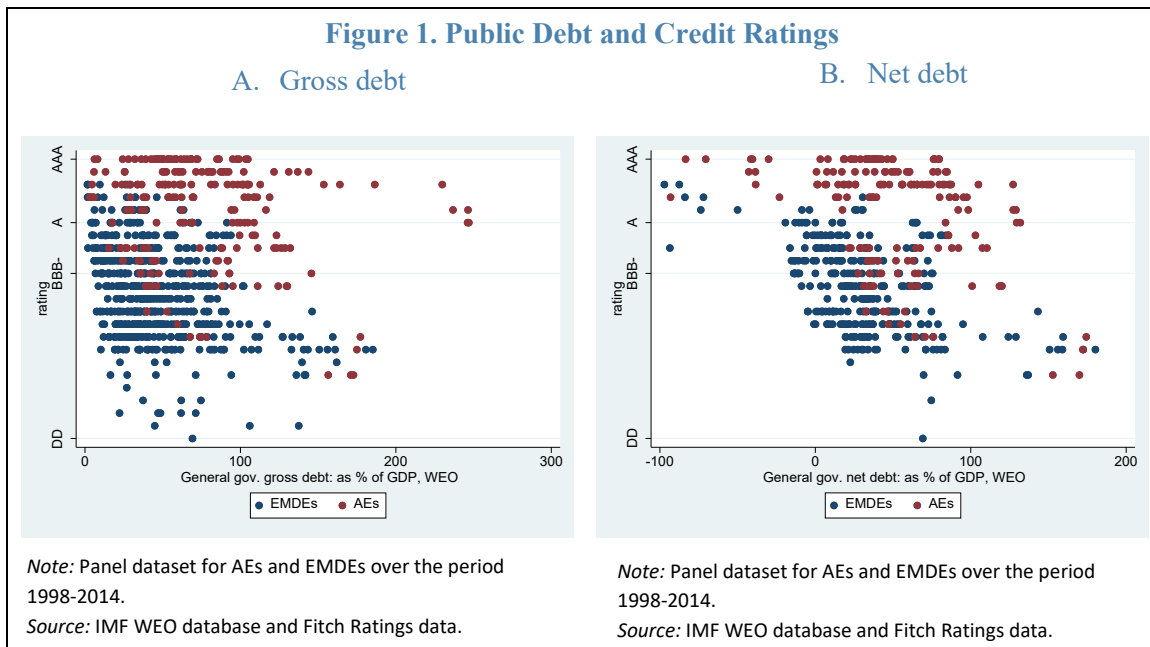 Figure 1. Public Debt and Credit Ratings
A. Gross debt
B. Net debt
AAA
A
BBB-
DD
rating
0
100
200
300
General gov. gross debt: as % of GDP, WEO
EMDEs
AEs
AAA
A
BBB-
DD
rating
-100
0
100
200
General gov. net debt: as % of GDP, WEO
EMDEs
AEs
Note: Panel dataset for AEs and EMDEs over the period
1998-2014.
Source: IMF WEO database and Fitch Ratings data.
Note: Panel dataset for AEs and EMDEs over the period
1998-2014.
Source: IMF WEO database and Fitch Ratings data.